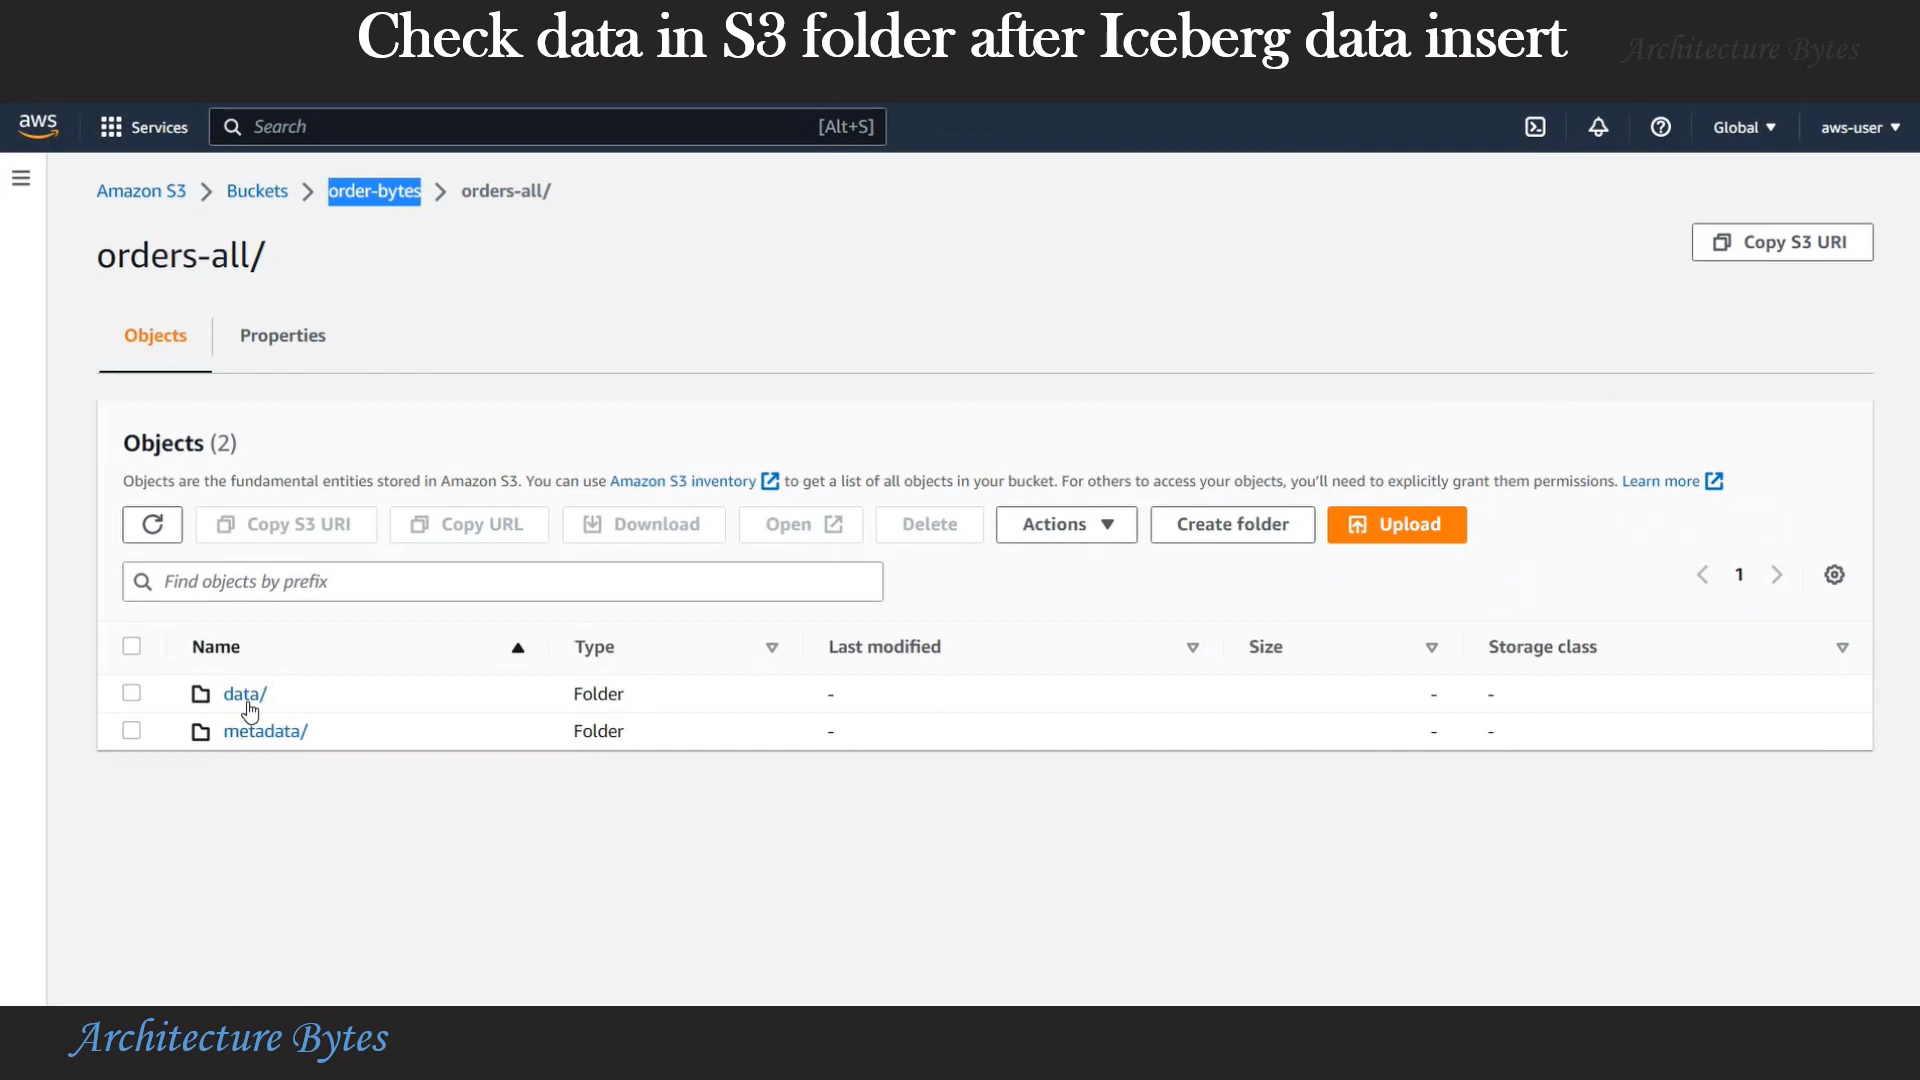 Check data in S3 folder after Iceberg data insert
Architecture Bytes
aws
Services
Search
[Alt+S]
Global
aws-user
Amazon S3
Buckets
order-bytes
orders-all/
orders-all/
Copy S3 URI
Objects
Properties
Objects (2)
Objects are the fundamental entities stored in Amazon S3. You can use Amazon S3 inventory to get a list of all objects in your bucket. For others to access your objects, you'll need to explicitly grant them permissions. Learn more
Copy S3 URI
Copy URL
Download
Open
Delete
Actions
Create folder
Upload
Find objects by prefix
1
Name Type Last modified Size Storage class
data/ Folder - - -
metadata/ Folder - - -
Architecture Bytes